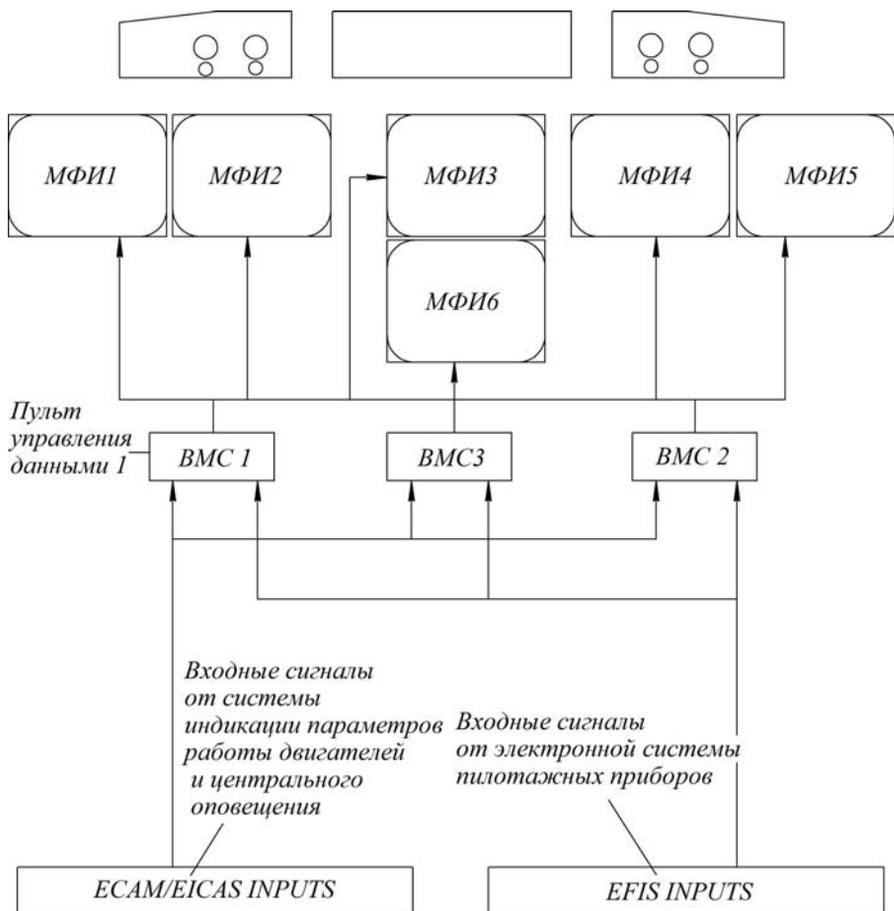 МФИ1
МФИ2
МФИ3
МФИ4
МФИ5
МФИ6
Пульт
управления
данными 1
ВМС 1
ВМС3
ВМС 2
Входные сигналы
от системы
индикации параметров
работы двигателей
и центрального
оповещения
Входные сигналы
от электронной системы
пилотажных приборов
ECAM/EICAS INPUTS
EFIS INPUTS